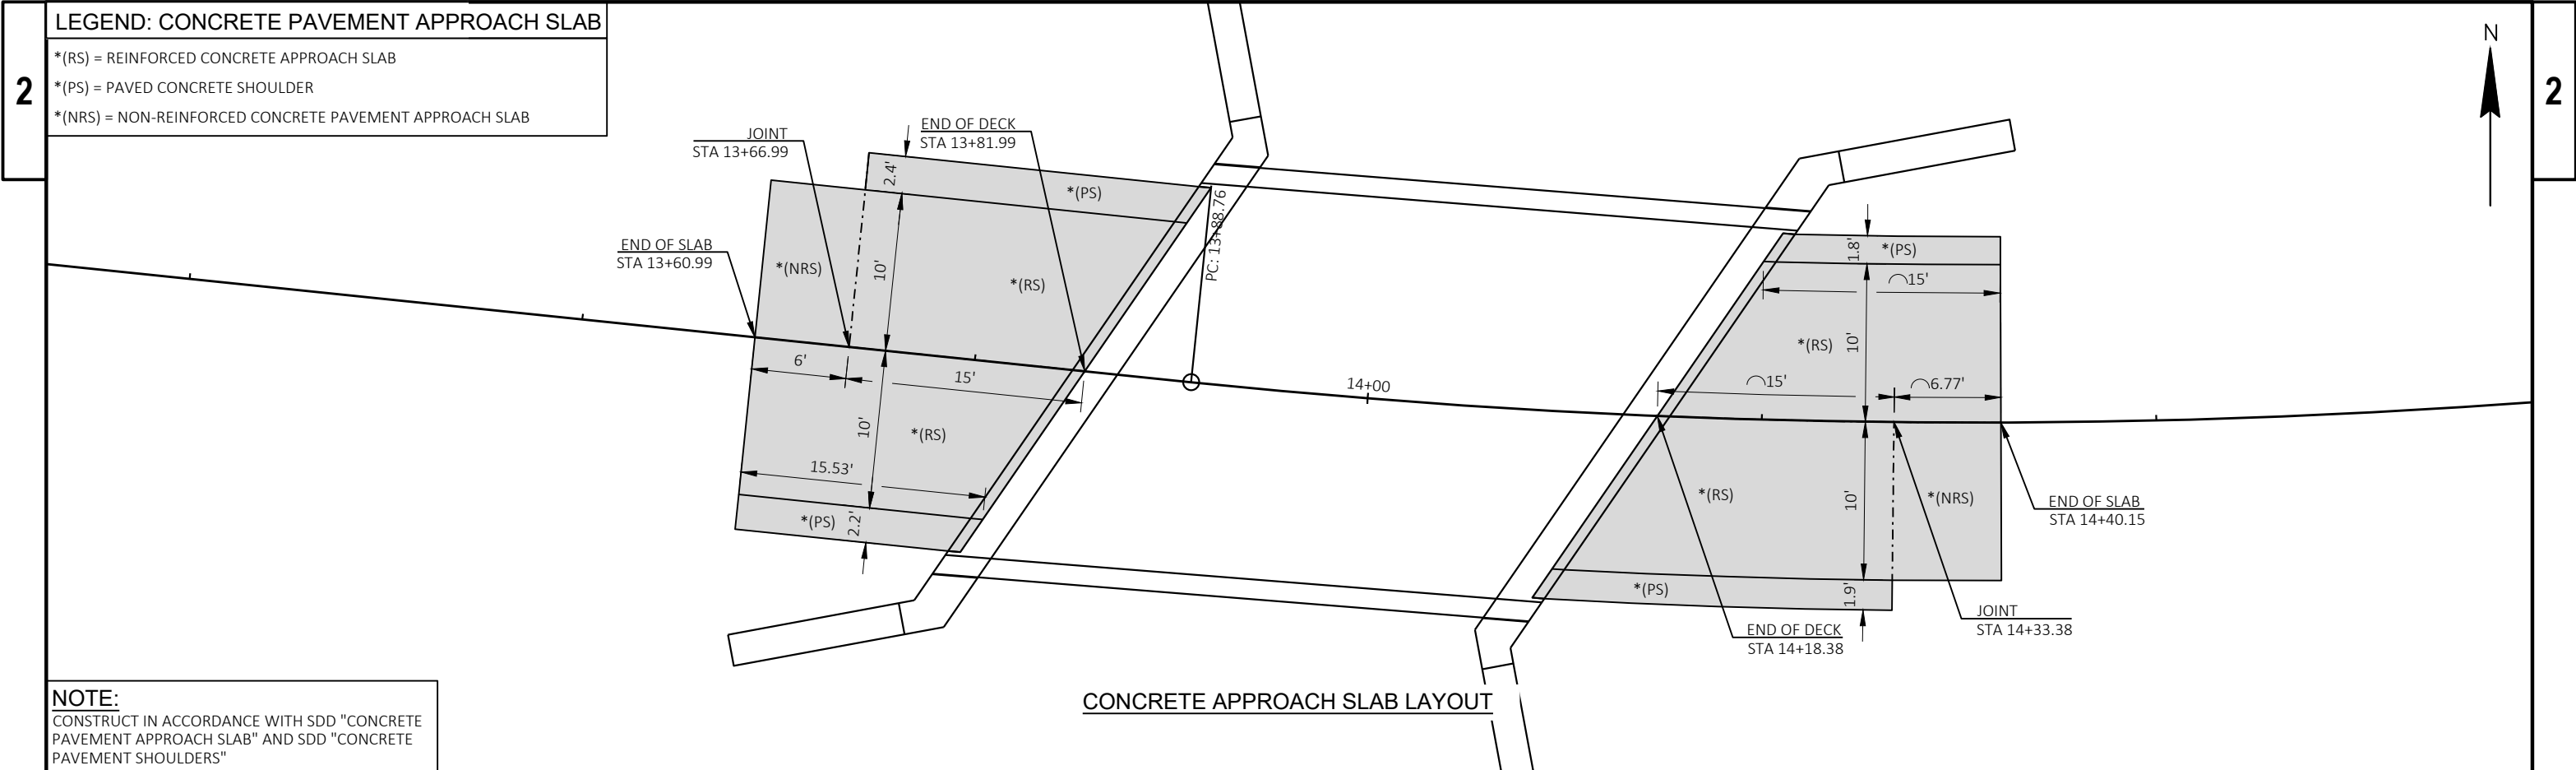 LEGEND: CONCRETE PAVEMENT APPROACH SLAB
*(RS) = REINFORCED CONCRETE APPROACH SLAB
*(PS) = PAVED CONCRETE SHOULDER
*(NRS) = NON-REINFORCED CONCRETE PAVEMENT APPROACH SLAB
2
2
N
JOINT
STA 13+66.99
END OF DECK
STA 13+81.99
END OF SLAB
STA 13+60.99
2.4'
*(PS)
*(NRS)
10'
*(RS)
PC: 13+88.76
6'
15'
10'
*(RS)
15.53'
*(PS)
2.2'
14+00
1.8'
*(PS)
15'
*(RS)
10'
15'
6.77'
*(RS)
10'
*(NRS)
END OF SLAB
STA 14+40.15
*(PS)
1.9'
JOINT
STA 14+33.38
END OF DECK
STA 14+18.38
CONCRETE APPROACH SLAB LAYOUT
NOTE:
CONSTRUCT IN ACCORDANCE WITH SDD "CONCRETE
PAVEMENT APPROACH SLAB" AND SDD "CONCRETE
PAVEMENT SHOULDERS"